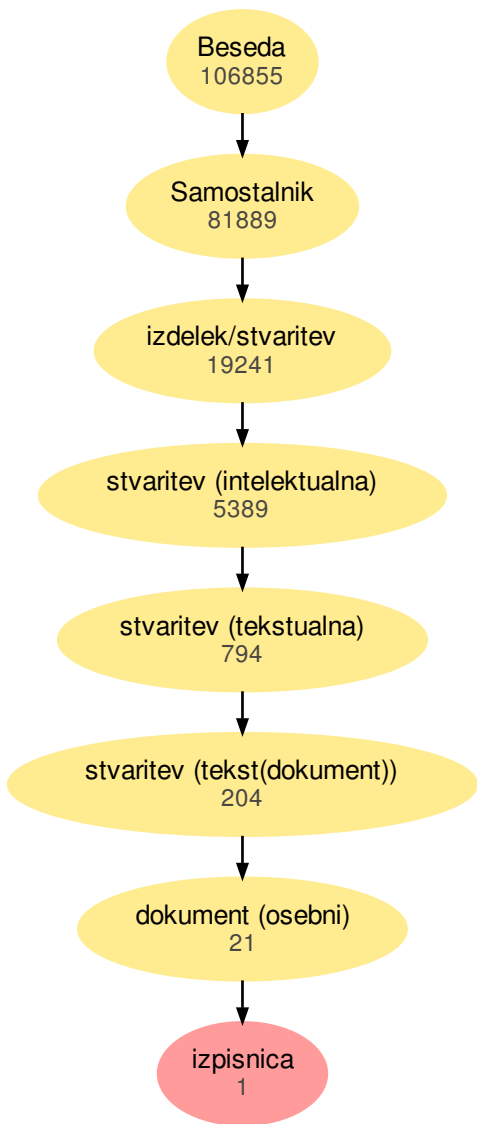 Beseda
106855
Samostalnik
81889
izdelek/stvaritev
19241
stvaritev (intelektualna)
5389
stvaritev (tekstualna)
794
stvaritev (tekst(dokument))
204
dokument (osebni)
21
izpisnica
1